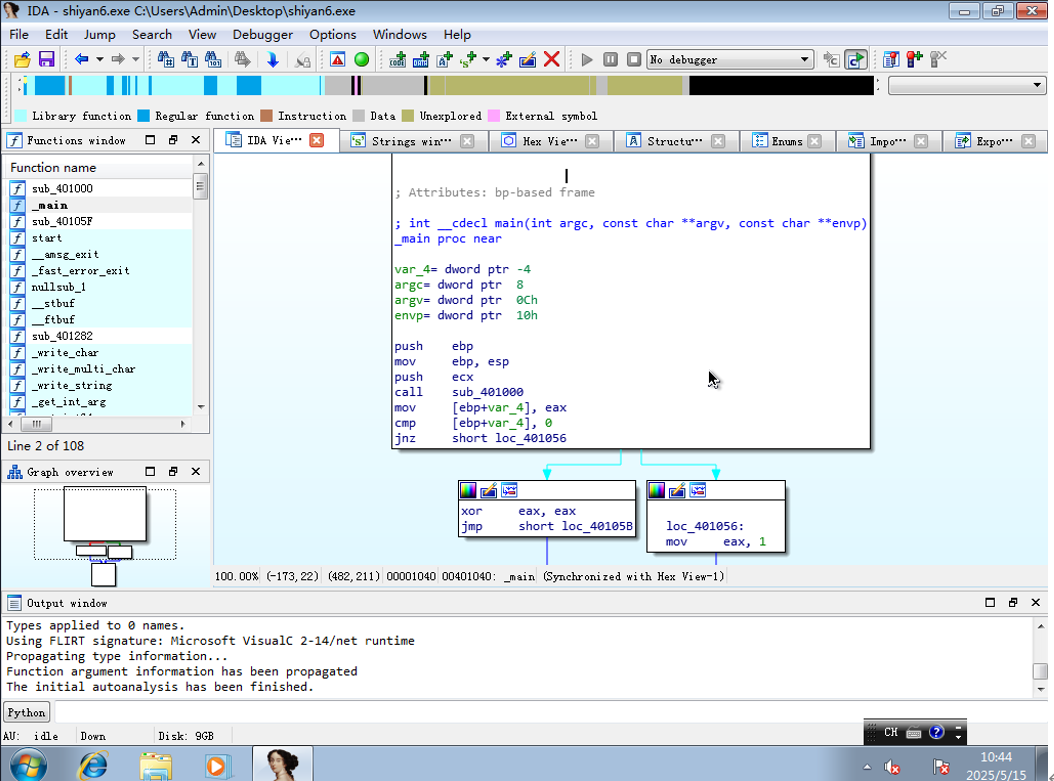 IDA - shiyan6.exe C:\Users\Admin\Desktop\shiyan6.exe
File Edit Jump Search View Debugger Options Windows Help
No debugger
Library function Regular function Instruction Data Unexplored External symbol
Functions window
IDA Vie··· Strings win··· Hex Vie··· Structu··· Enums Impo··· Expo···
Function name
sub_401000
_main
sub_40105F
start
__amsg_exit
_fast_error_exit
nullsub_1
__stbuf
__ftbuf
sub_401282
_write_char
_write_multi_char
_write_string
_get_int_arg
Line 2 of 108
Graph overview
; Attributes: bp-based frame
; int __cdecl main(int argc, const char **argv, const char **envp)
_main proc near
var_4= dword ptr -4
argc= dword ptr  8
argv= dword ptr  0Ch
envp= dword ptr  10h
push    ebp
mov     ebp, esp
push    ecx
call    sub_401000
mov     [ebp+var_4], eax
cmp     [ebp+var_4], 0
jnz     short loc_401056
xor     eax, eax
jmp     short loc_40105B
loc_401056:
mov     eax, 1
100.00% (-173,22) (482,211) 00001040 00401040: _main (Synchronized with Hex View-1)
Output window
Types applied to 0 names.
Using FLIRT signature: Microsoft VisualC 2-14/net runtime
Propagating type information...
Function argument information has been propagated
The initial autoanalysis has been finished.
Python
AU: idle Down Disk: 9GB
CH
10:44
2025/5/15